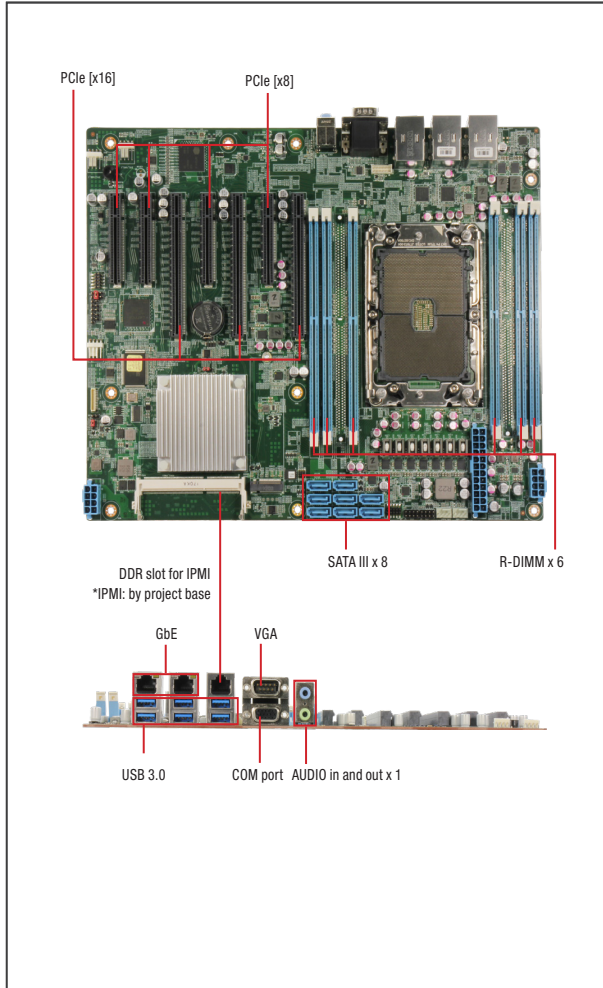 PCIe [x16]
PCIe [x8]
SATA III x 8
R-DIMM x 6
DDR slot for IPMI
*IPMI: by project base
GbE
VGA
USB 3.0
COM port
AUDIO in and out x 1